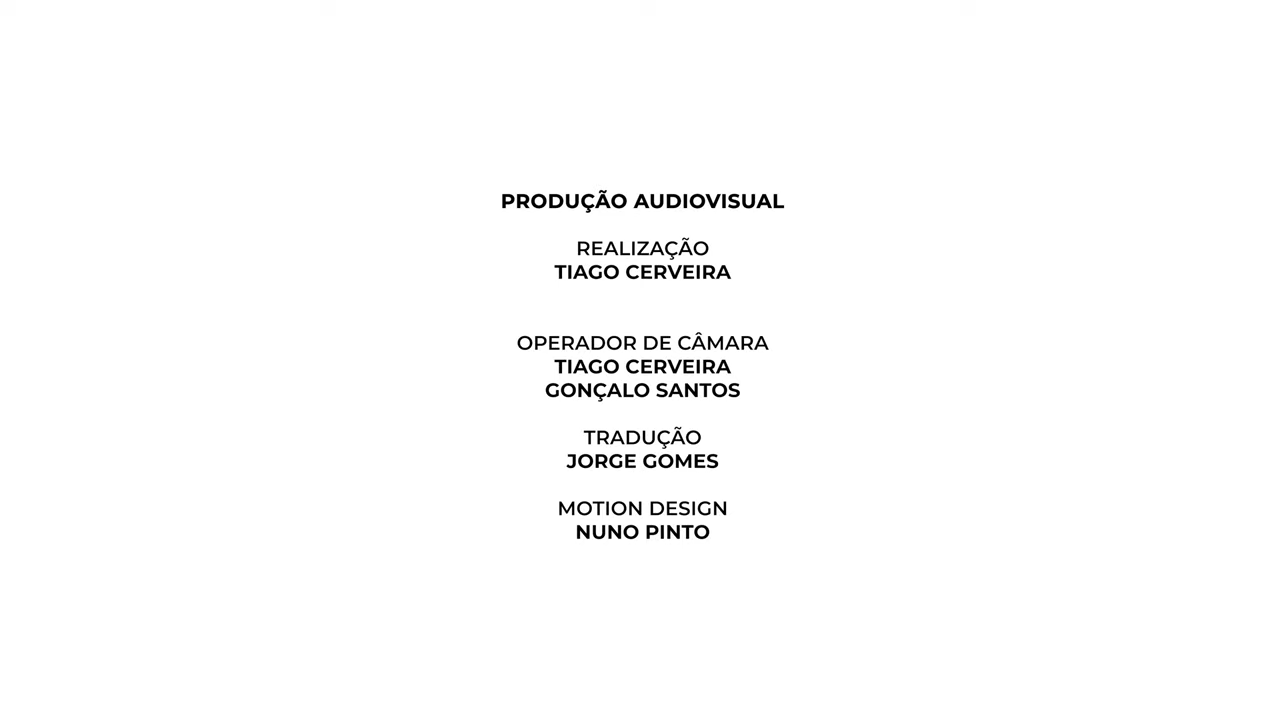 PRODUÇÃO AUDIOVISUAL
REALIZAÇÃO
TIAGO CERVEIRA
OPERADOR DE CÂMARA
TIAGO CERVEIRA
GONÇALO SANTOS
TRADUÇÃO
JORGE GOMES
MOTION DESIGN
NUNO PINTO